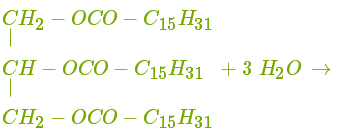 CH₂ – OCO – C₁₅H₃₁
|
CH – OCO – C₁₅H₃₁ + 3 H₂O →
|
CH₂ – OCO – C₁₅H₃₁